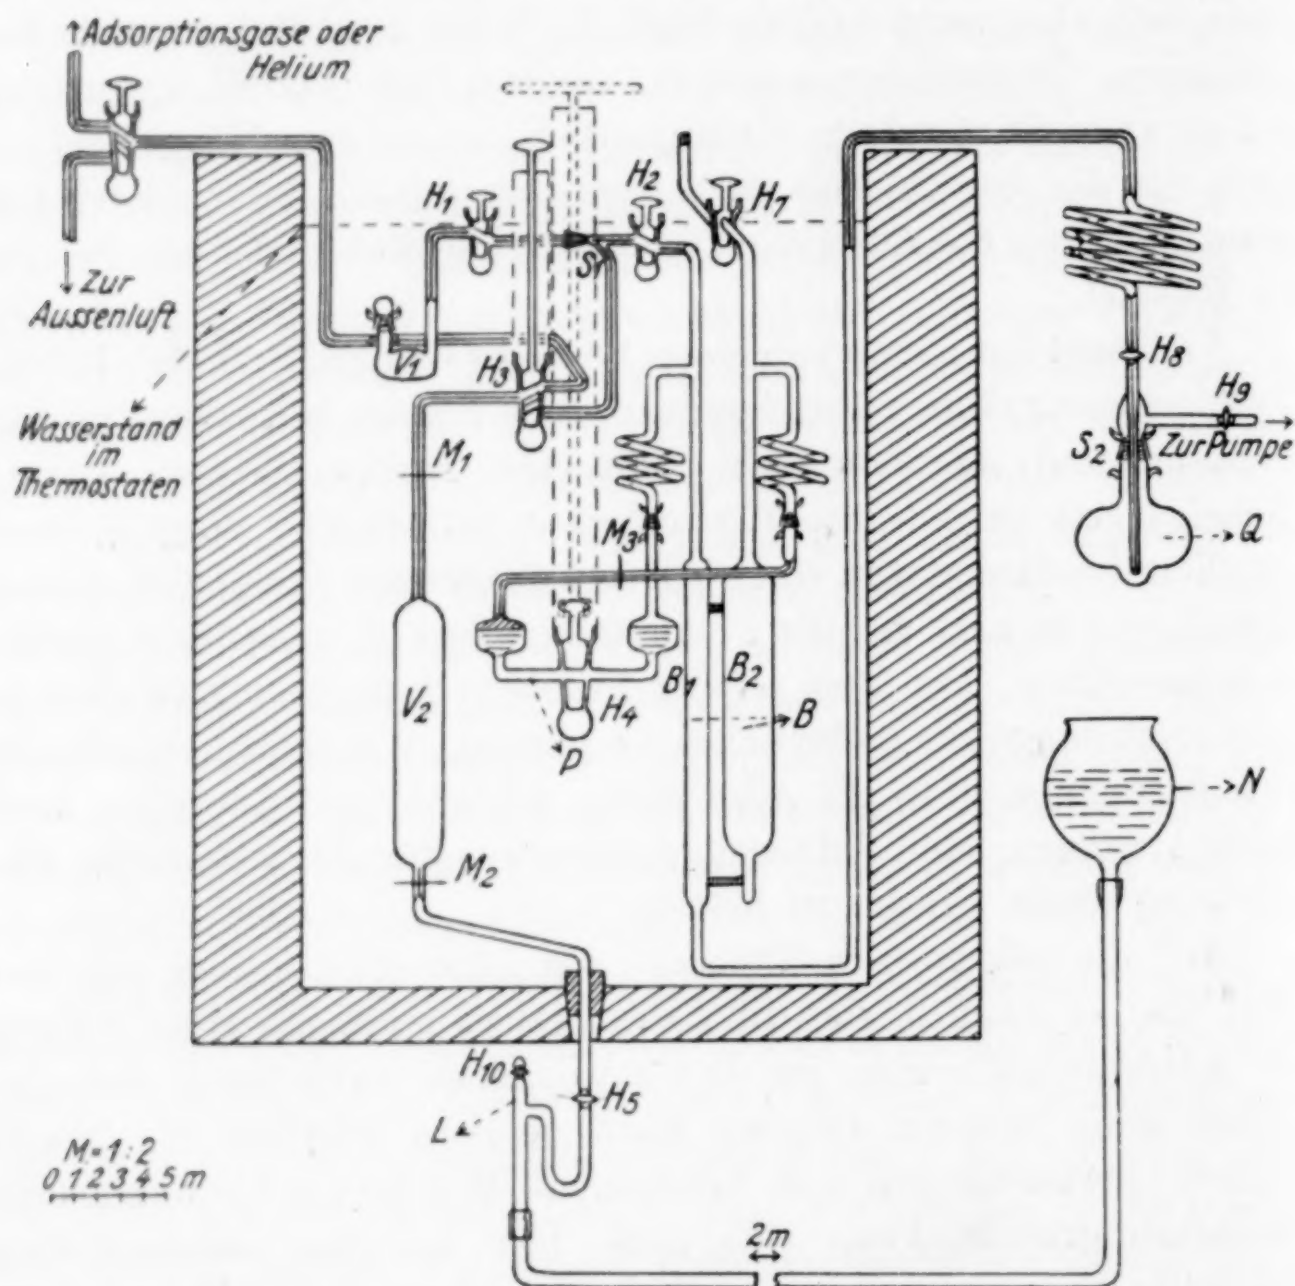 ↑Adsorptionsgase oder
Helium
Zur
Aussenluft
Wasserstand
im
Thermostaten
H1
H2
H7
S1
V1
H3
M1
M3
H8
H9
S2
Zur Pumpe
Q
V2
B1
B2
B
H4
P
N
M2
H10
H5
L
M=1:2
0 1 2 3 4 5 m
2m